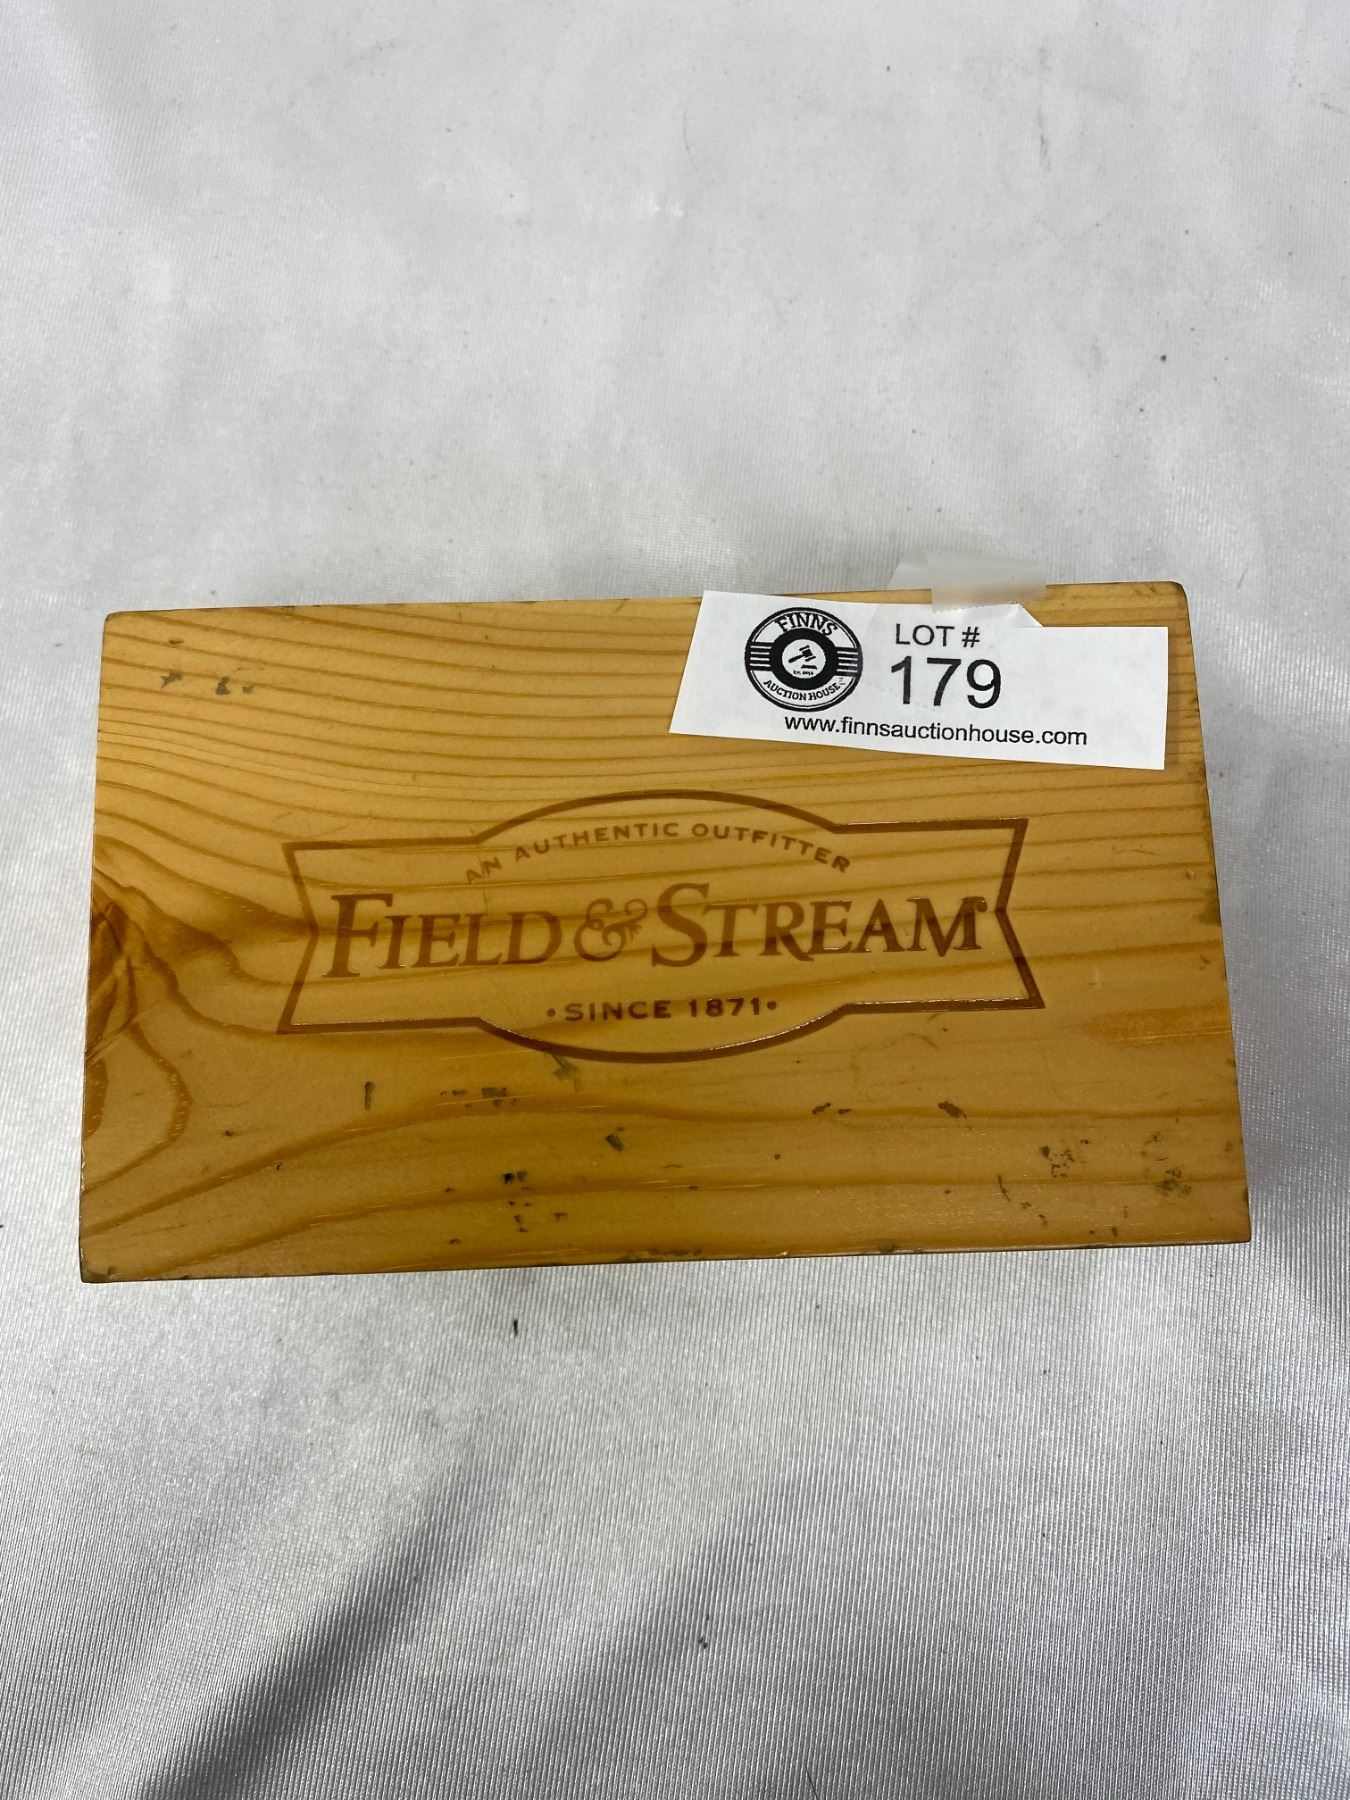 FINNS
AUCTION HOUSE
LOT #
179
www.finnsauctionhouse.com
AN AUTHENTIC OUTFITTER
FIELD & STREAM
• SINCE 1871 •